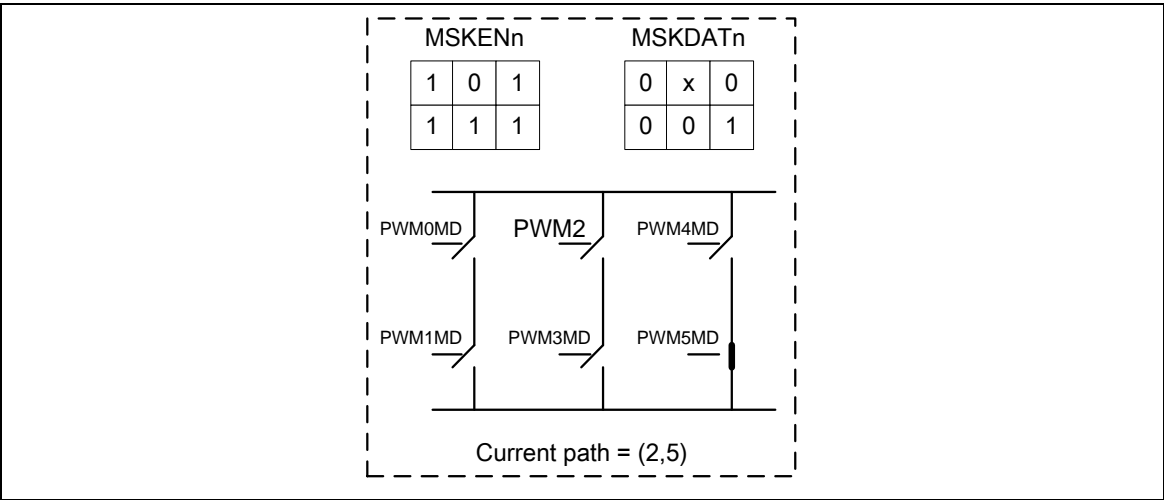 MSKENn MSKDATn
1 0 1 0 x 0
1 1 1 0 0 1
PWM0MD PWM2 PWM4MD
PWM1MD PWM3MD PWM5MD
Current path = (2,5)